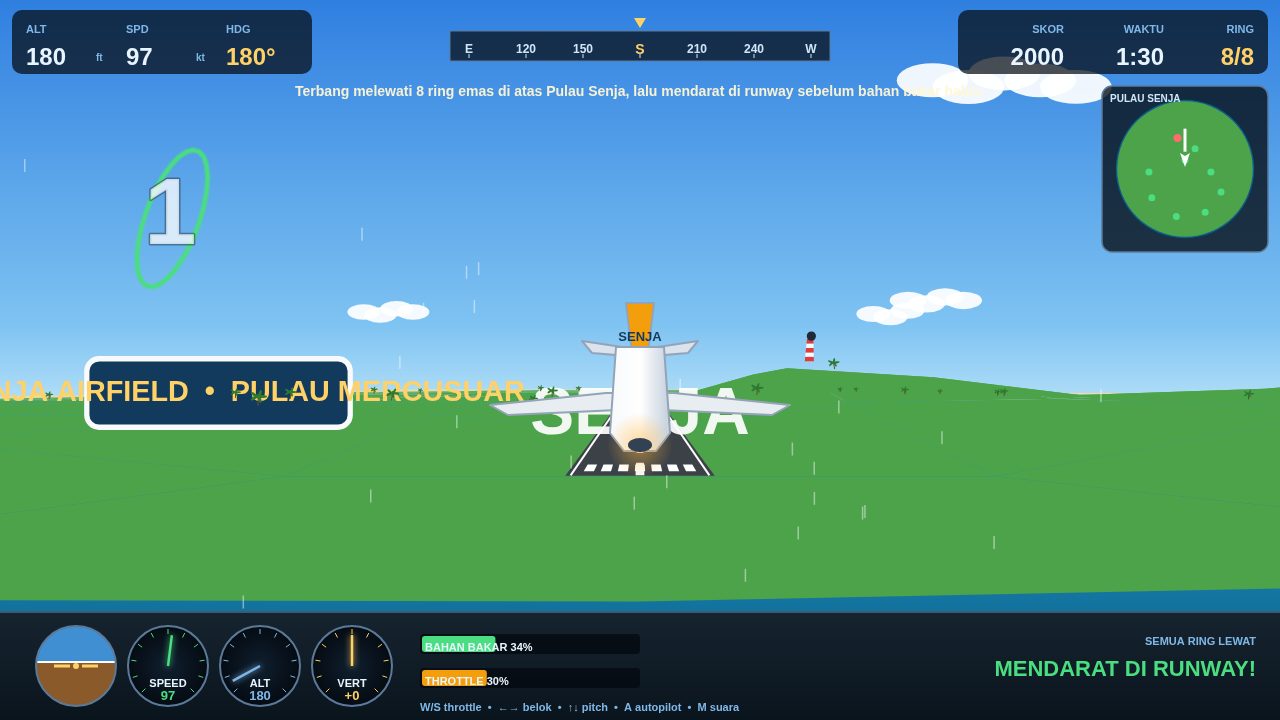 ALT SPD HDG
180 ft 97 kt 180°
E 120 150 S 210 240 W
SKOR WAKTU RING
2000 1:30 8/8
Terbang melewati 8 ring emas di atas Pulau Senja, lalu mendarat di runway sebelum bahan
PULAU SENJA
1
SENJA
NJA AIRFIELD • PULAU MERCUSUAR
SENJA
SPEED
97
ALT
180
VERT
+0
BAHAN BAKAR 34%
THROTTLE 30%
W/S throttle • ←→ belok • ↑↓ pitch • A autopilot • M suara
SEMUA RING LEWAT
MENDARAT DI RUNWAY!